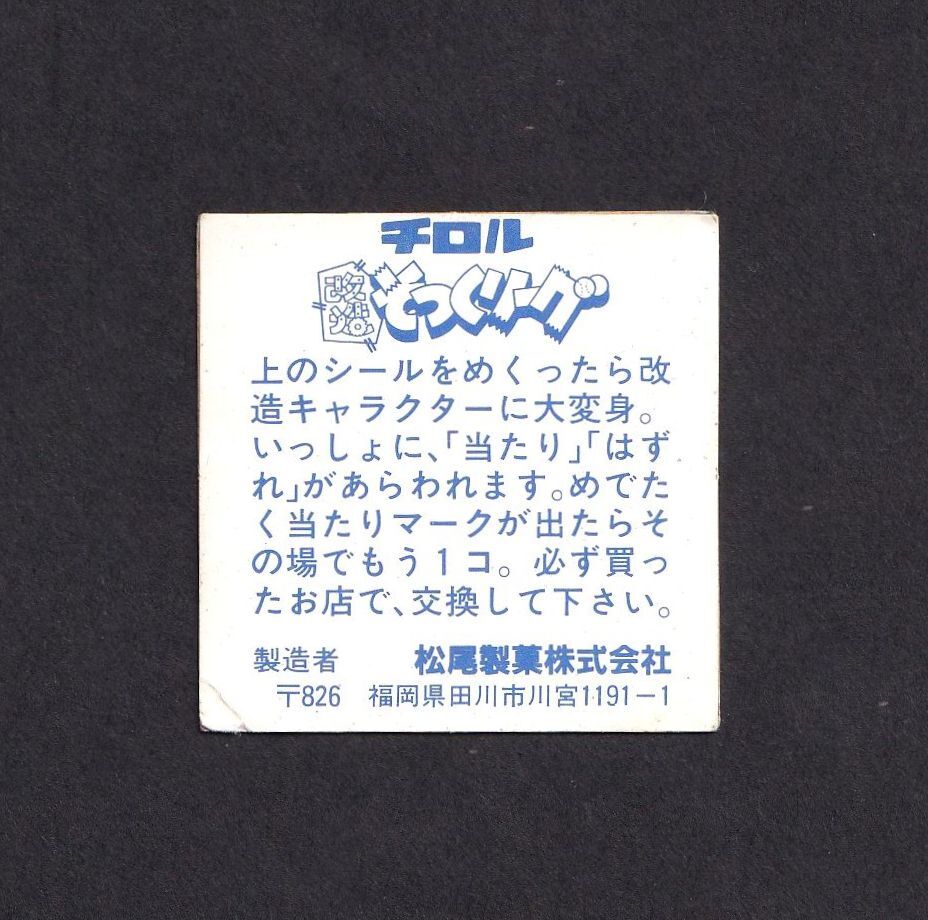 チロル
改造
そっくリーグ
上のシールをめくったら改
造キャラクターに大変身。
いっしょに、「当たり」「はず
れ」があらわれます。めでた
く当たりマークが出たらそ
の場でもう1コ。必ず買っ
たお店で、交換して下さい。
製造者 松尾製菓株式会社
〒826 福岡県田川市川宮1191-1